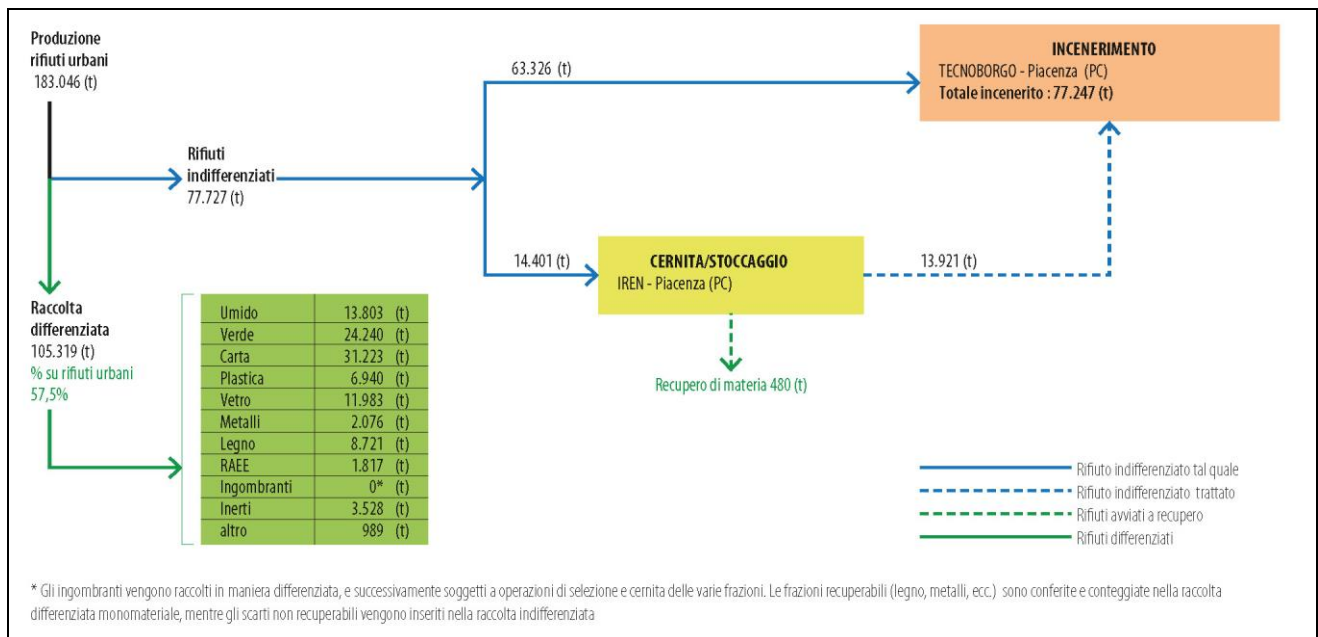 Produzione
rifiuti urbani
183.046 (t)
Rifiuti
indifferenziati
77.727 (t)
63.326 (t)
INCENERIMENTO
TECNOBORGO - Piacenza (PC)
Totale incenerito : 77.247 (t)
14.401 (t)
CERNITA/STOCCAGGIO
IREN - Piacenza (PC)
13.921 (t)
Recupero di materia 480 (t)
Raccolta
differenziata
105.319 (t)
% su rifiuti urbani
57,5%
Umido 13.803 (t)
Verde 24.240 (t)
Carta 31.223 (t)
Plastica 6.940 (t)
Vetro 11.983 (t)
Metalli 2.076 (t)
Legno 8.721 (t)
RAEE 1.817 (t)
Ingombranti 0* (t)
Inerti 3.528 (t)
altro 989 (t)
Rifiuto indifferenziato tal quale
Rifiuto indifferenziato trattato
Rifiuti avviati a recupero
Rifiuti differenziati
* Gli ingombranti vengono raccolti in maniera differenziata, e successivamente soggetti a operazioni di selezione e cernita delle varie frazioni. Le frazioni recuperabili (legno, metalli, ecc.) sono conferite e conteggiate nella raccolta
differenziata monomateriale, mentre gli scarti non recuperabili vengono inseriti nella raccolta indifferenziata